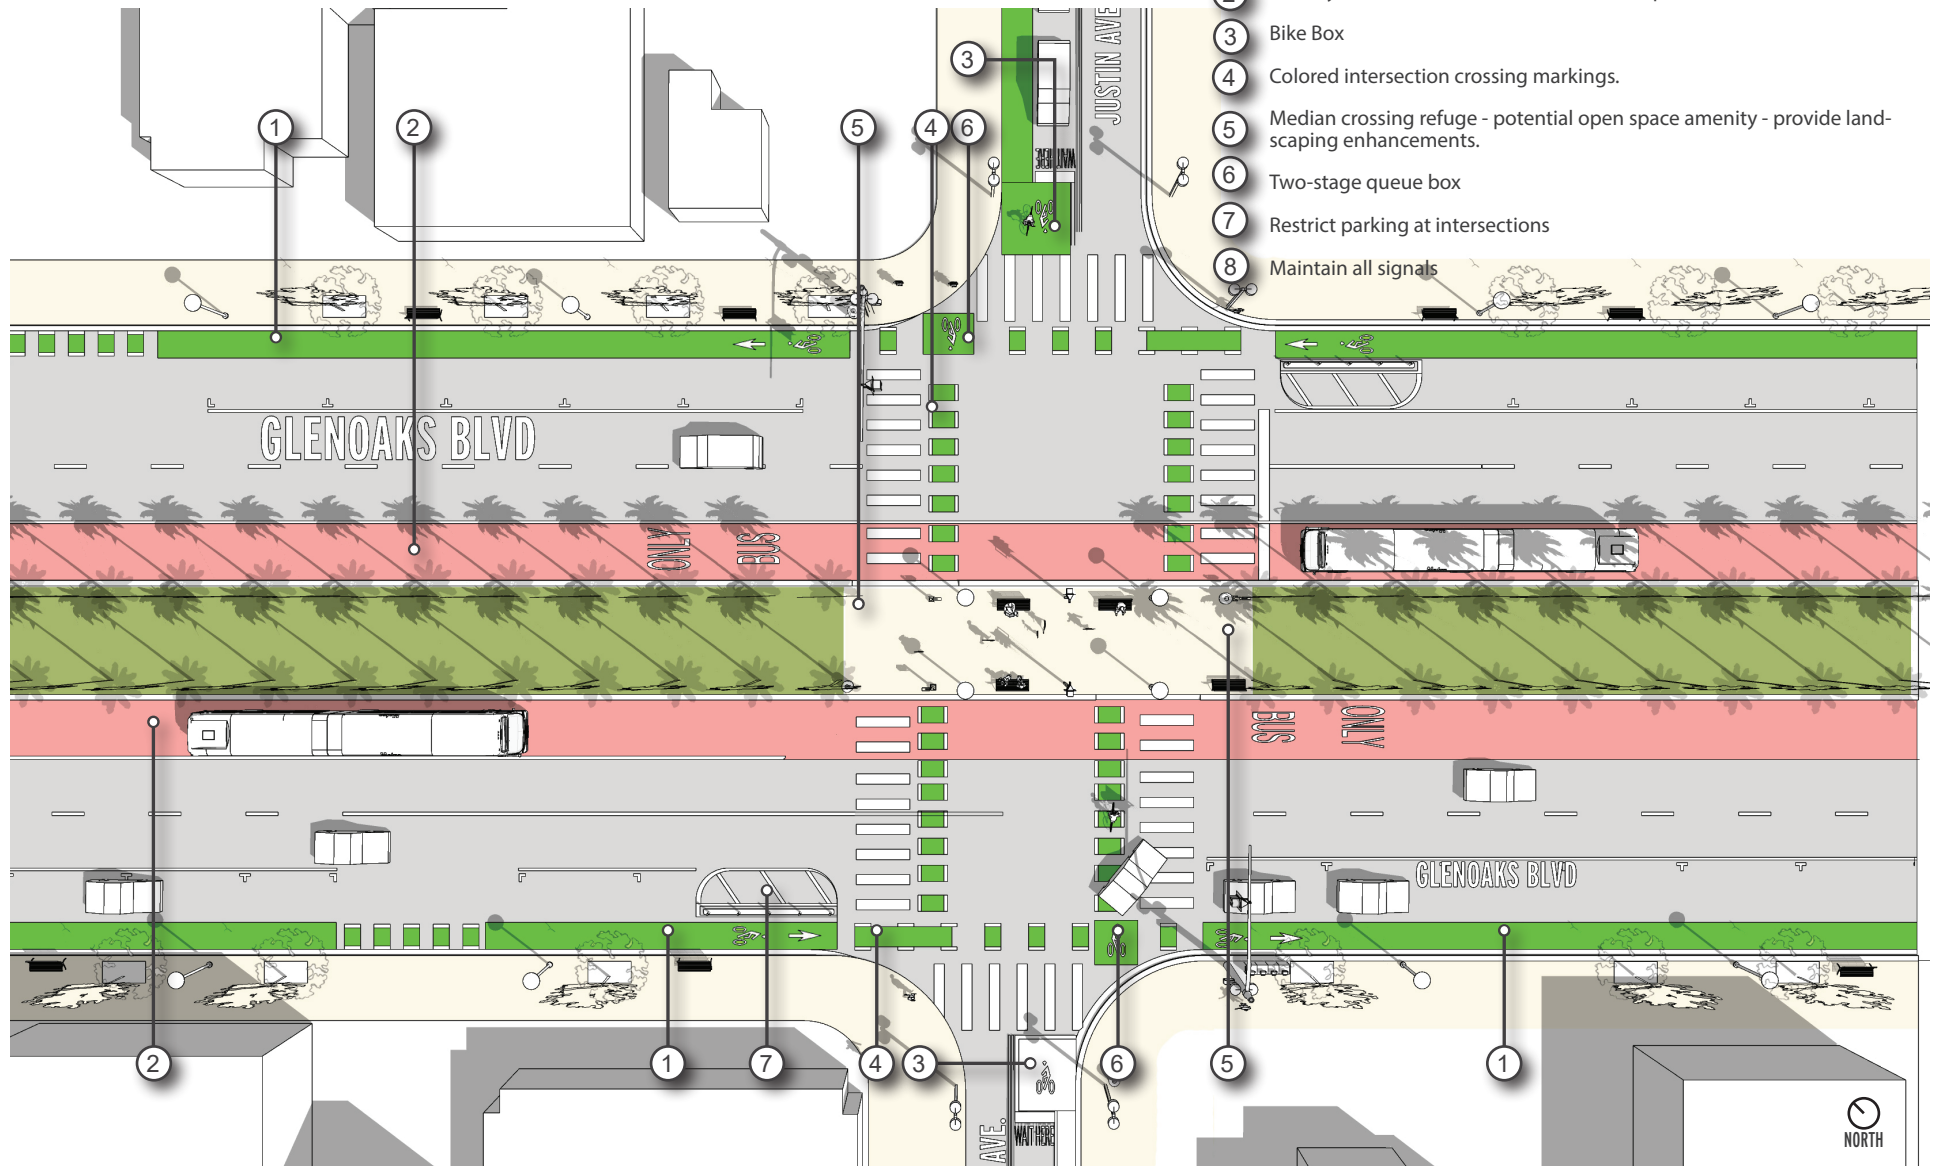 2
3 Bike Box
4 Colored intersection crossing markings.
5 Median crossing refuge - potential open space amenity - provide land-
scaping enhancements.
6 Two-stage queue box
7 Restrict parking at intersections
8 Maintain all signals
JUSTIN AVE
3
1
2
5
4
6
WAIT HERE
GLENOAKS BLVD
ONLY
BUS
BUS
ONLY
GLENOAKS BLVD
2
1
7
4
3
6
5
1
AVE.
WAIT HERE
NORTH